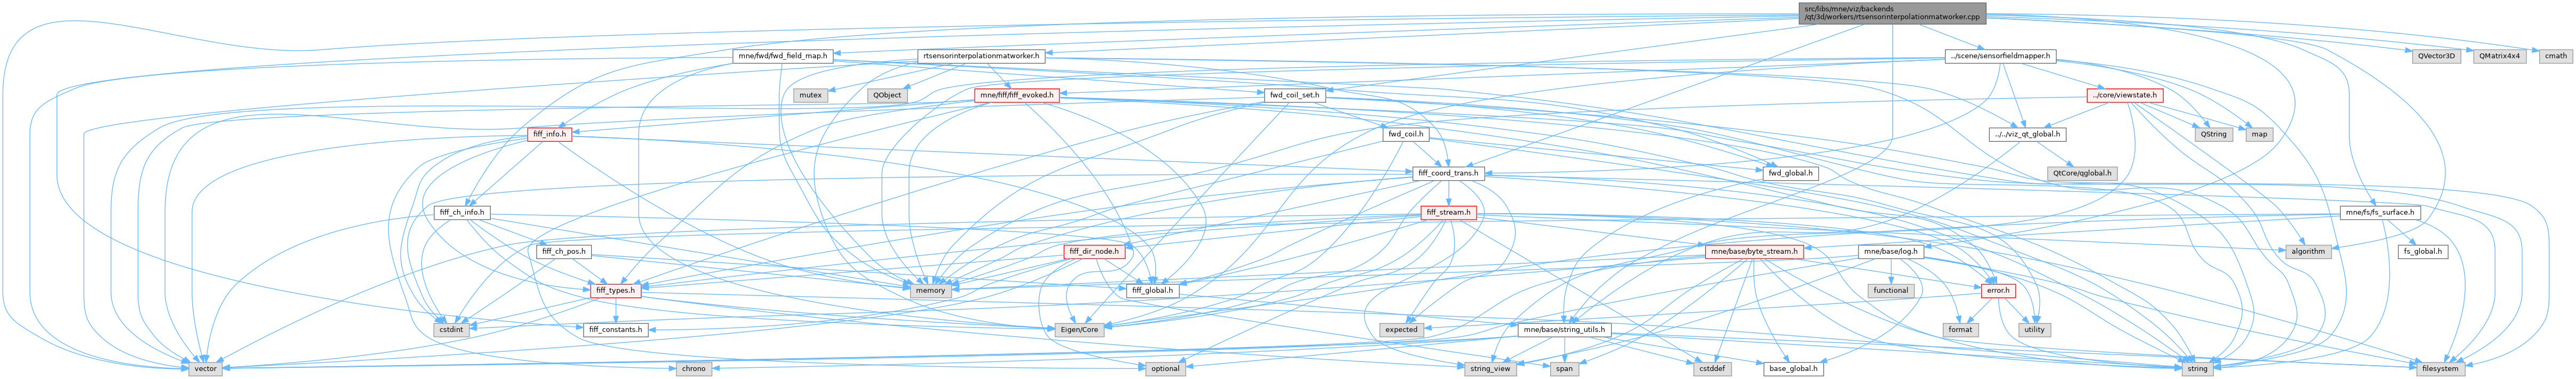 src/libs/mne/viz/backends
/qt/3d/workers/rtsensorinterpolationmatworker.cpp
mne/fwd/fwd_field_map.h
rtsensorinterpolationmatworker.h
../scene/sensorfieldmapper.h
QVector3D
QMatrix4x4
cmath
mutex
QObject
mne/fiff/fiff_evoked.h
fwd_coil_set.h
../core/viewstate.h
fiff_info.h
fwd_coil.h
../../viz_qt_global.h
QString
map
fiff_coord_trans.h
fwd_global.h
QtCore/qglobal.h
fiff_ch_info.h
fiff_stream.h
mne/fs/fs_surface.h
fiff_ch_pos.h
fiff_dir_node.h
mne/base/byte_stream.h
mne/base/log.h
algorithm
fs_global.h
fiff_types.h
memory
fiff_global.h
functional
error.h
cstdint
fiff_constants.h
Eigen/Core
expected
mne/base/string_utils.h
format
utility
vector
chrono
optional
string_view
span
cstddef
base_global.h
string
filesystem